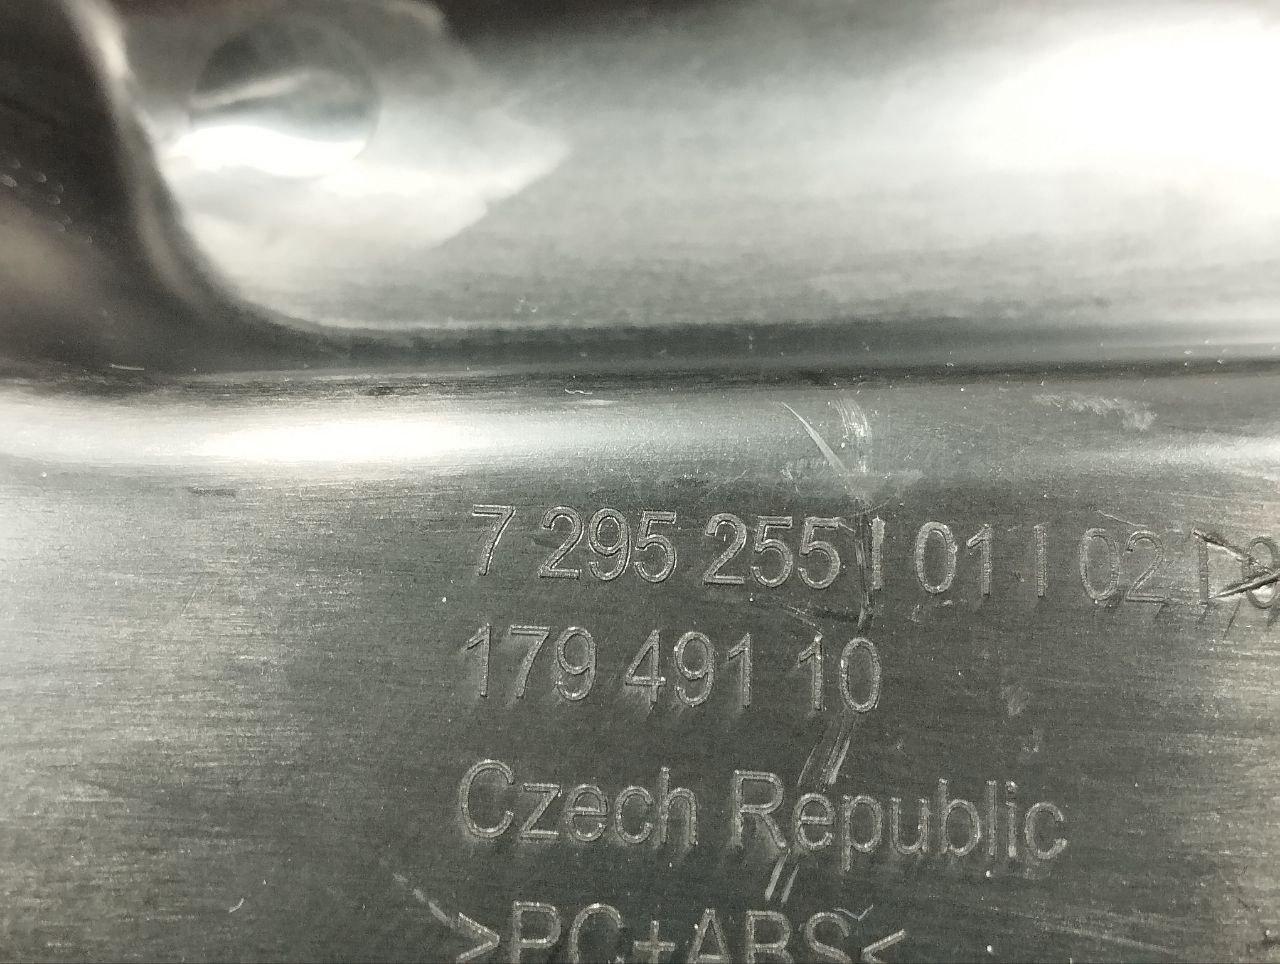 7 295 255 I 01 I 02 I
179 491 10
Czech Republic
>PC+ABS<